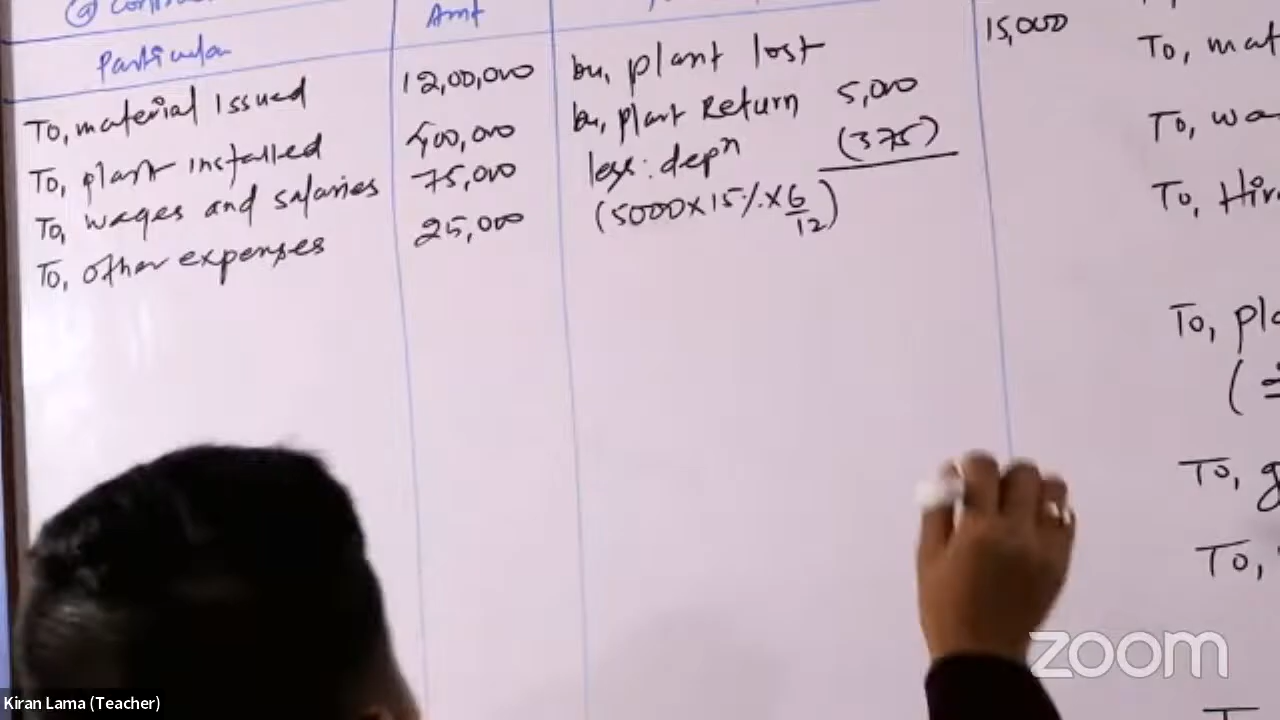 Amt
Particular
To, material Issued 12,00,000
To, plant installed 400,000
To, wages and salaries 75,000
To, other expenses 25,000
by, plant lost 15,000
by, plant Return 5,000
less: depⁿ (375)
(5000×15%×6/12)
To, mat
To, wa
To, Hir
To, pla
To, g
To,
zoom
Kiran Lama (Teacher)